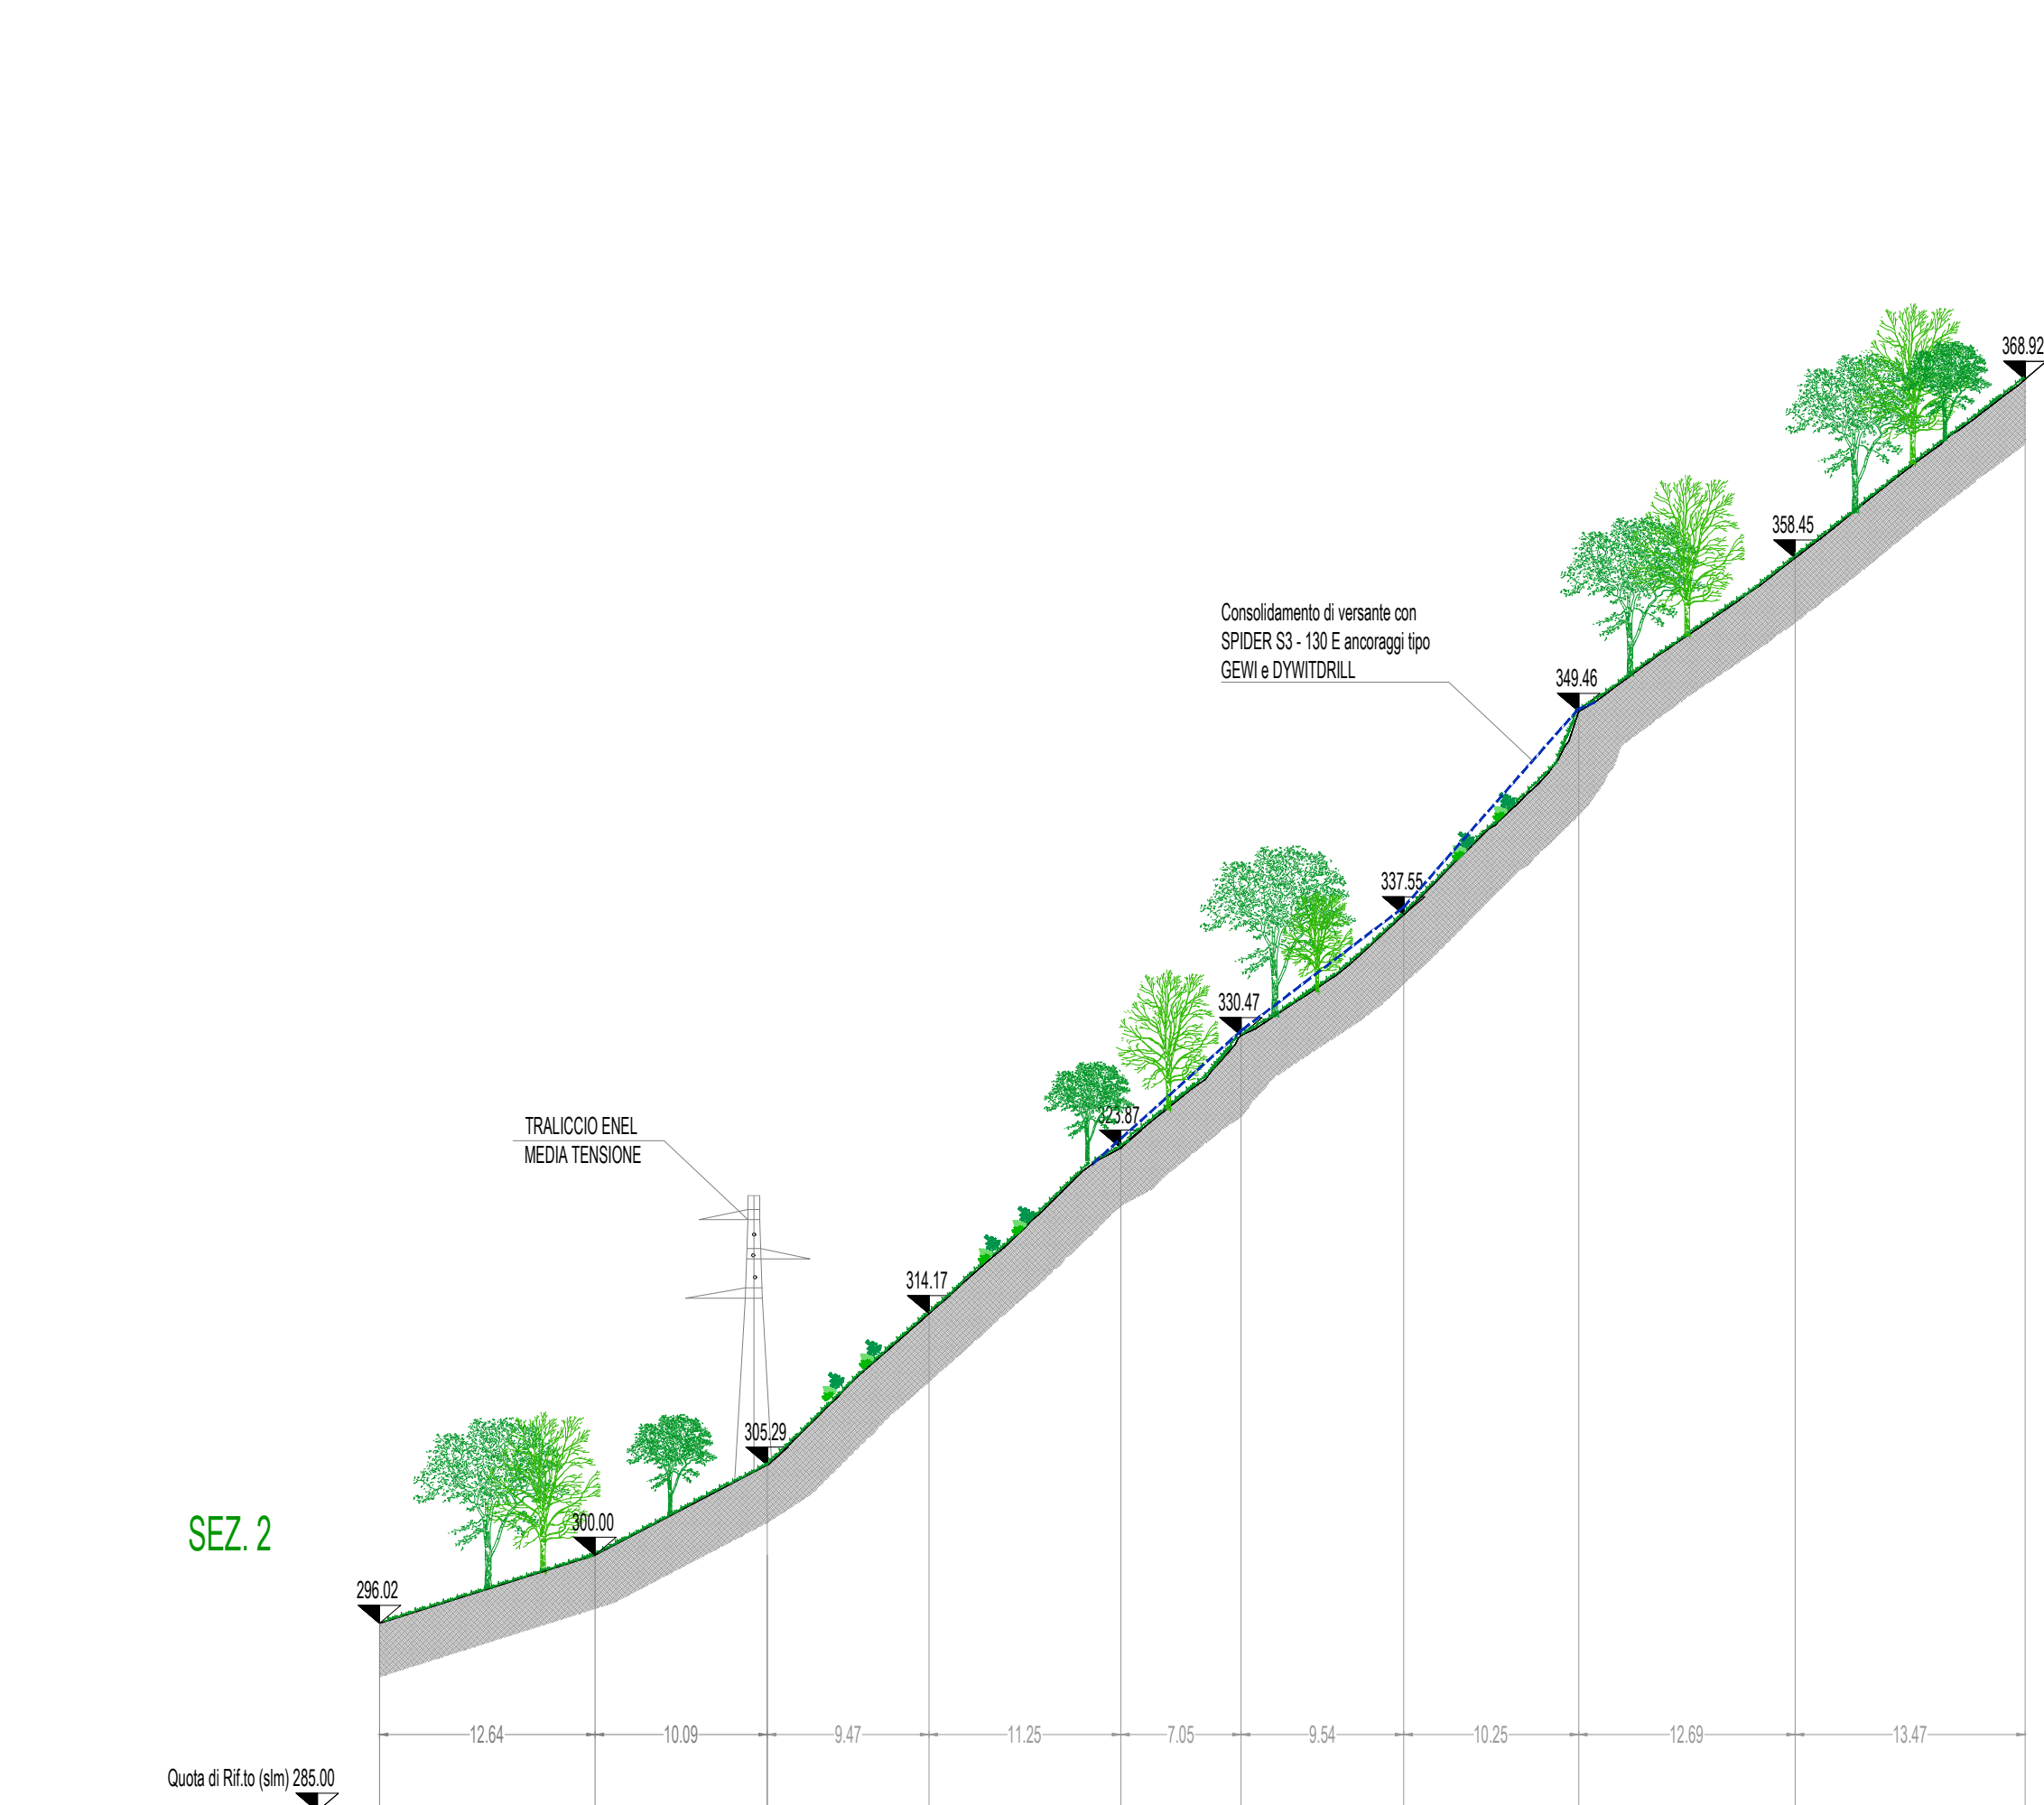 368.92
358.45
Consolidamento di versante con
SPIDER S3 - 130 E ancoraggi tipo
GEWI e DYWITDRILL
349.46
337.55
330.47
323.87
TRALICCIO ENEL
MEDIA TENSIONE
314.17
305.29
SEZ. 2
300.00
296.02
12.64
10.09
9.47
11.25
7.05
9.54
10.25
12.69
13.47
Quota di Rif.to (slm) 285.00